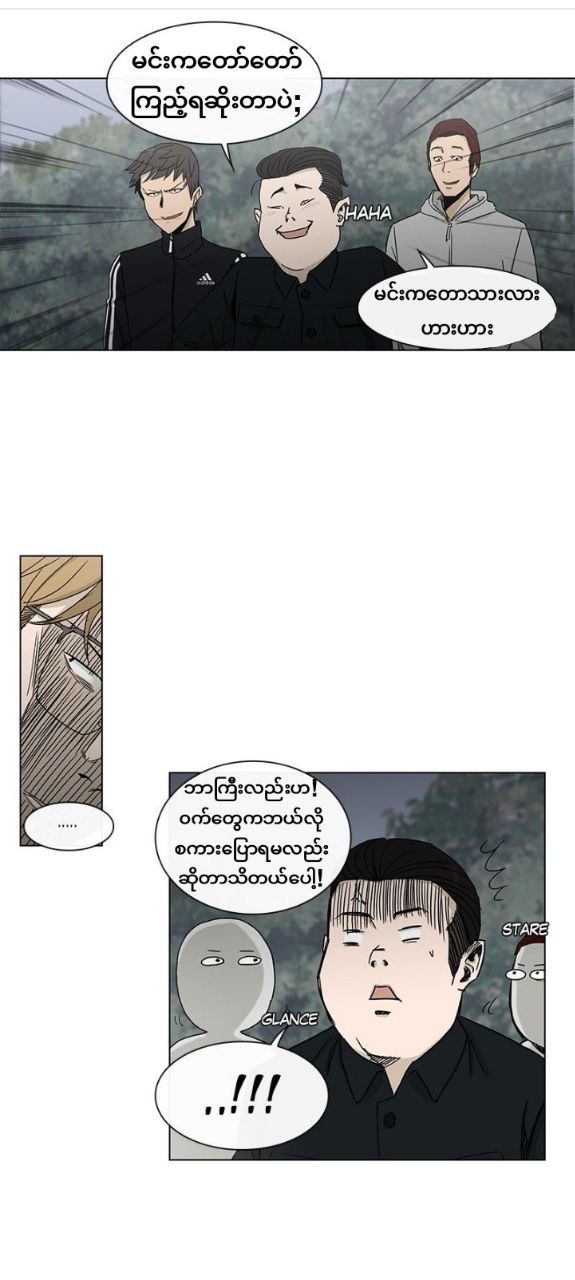 မင်းကတော်တော်
ကြည့်ရဆိုးတာပဲ;
HAHA
adidas
မင်းကတောသားလား
ဟားဟား
.....
ဘာကြီးလည်းဟ!
ဝက်တွေကဘယ်လို
စကားပြောရမလည်း
ဆိုတာသိတယ်ပေါ့!
STARE
GLANCE
..!!!